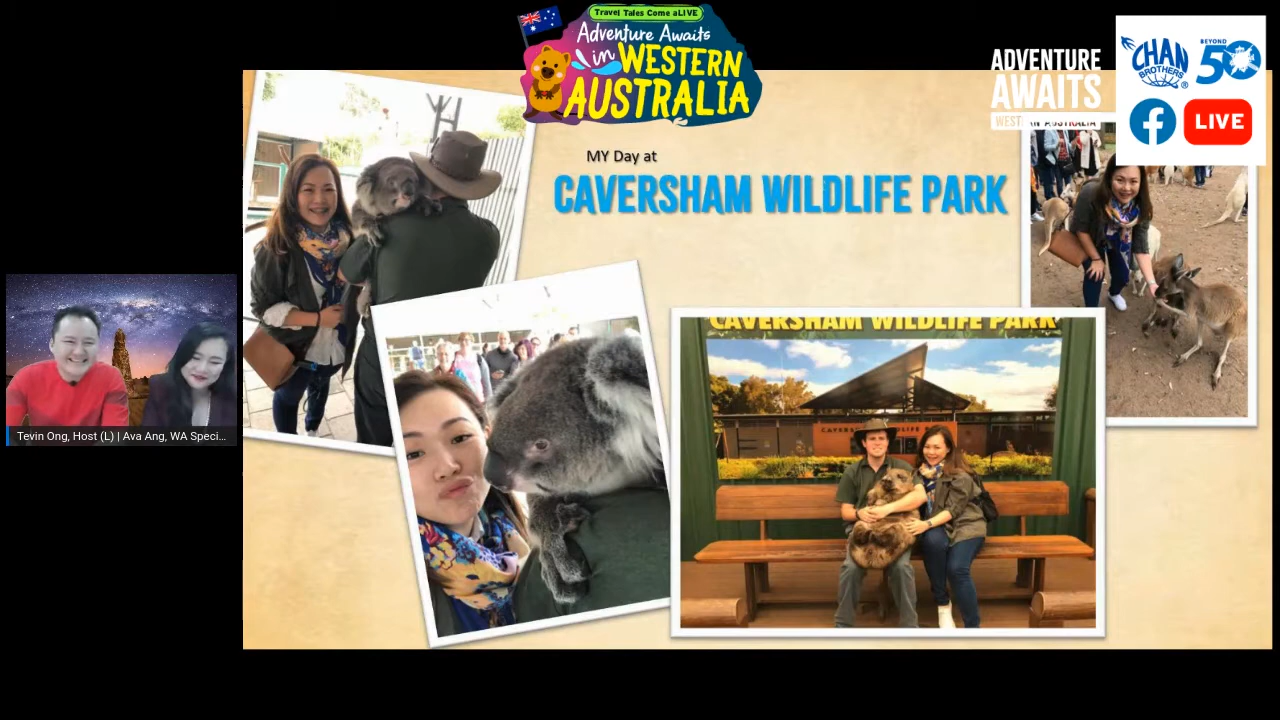 Travel Tales Come aLIVE
Adventure Awaits
in WESTERN
AUSTRALIA
ADVENTURE
AWAITS
WESTERN AUSTRALIA
CHAN
BROTHERS
®
BEYOND
50
LIVE
MY Day at
CAVERSHAM WILDLIFE PARK
CAVERSHAM WILDLIFE PARK
Tevin Ong, Host (L) | Ava Ang, WA Speci...